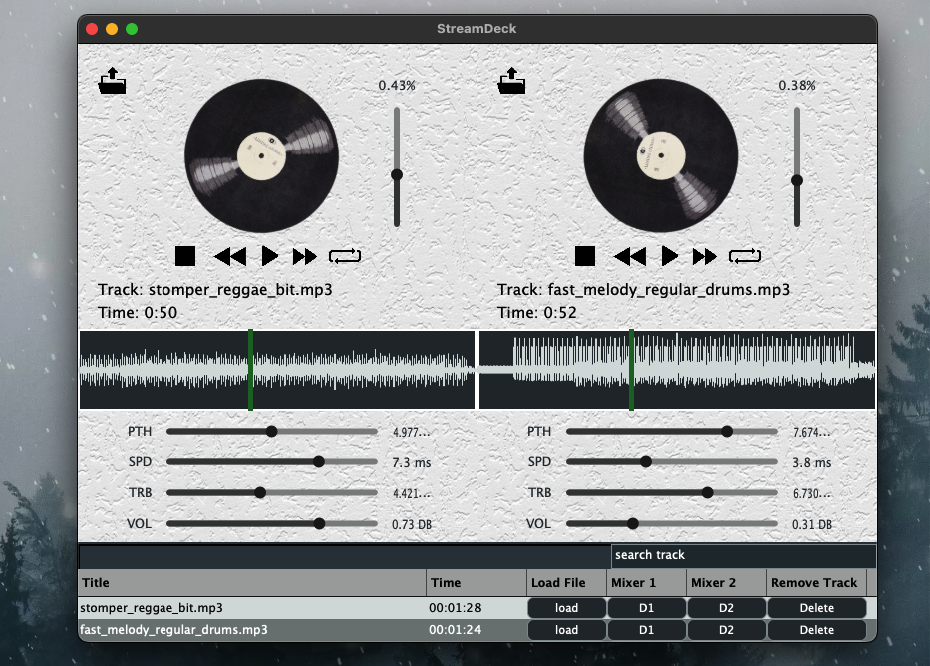 StreamDeck
0.43%
0.38%
Track: stomper_reggae_bit.mp3
Time: 0:50
Track: fast_melody_regular_drums.mp3
Time: 0:52
PTH 4.977...
SPD 7.3 ms
TRB 4.421...
VOL 0.73 DB
PTH 7.674...
SPD 3.8 ms
TRB 6.730...
VOL 0.31 DB
search track
Title Time Load File Mixer 1 Mixer 2 Remove Track
stomper_reggae_bit.mp3 00:01:28 load D1 D2 Delete
fast_melody_regular_drums.mp3 00:01:24 load D1 D2 Delete